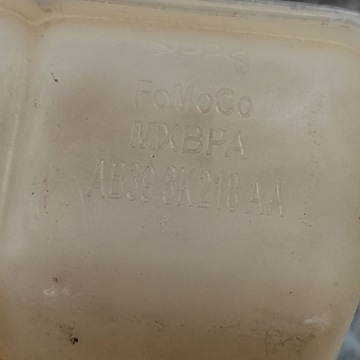 >PP<
FoMoCo
MXBPA
AB39 8K218 AA